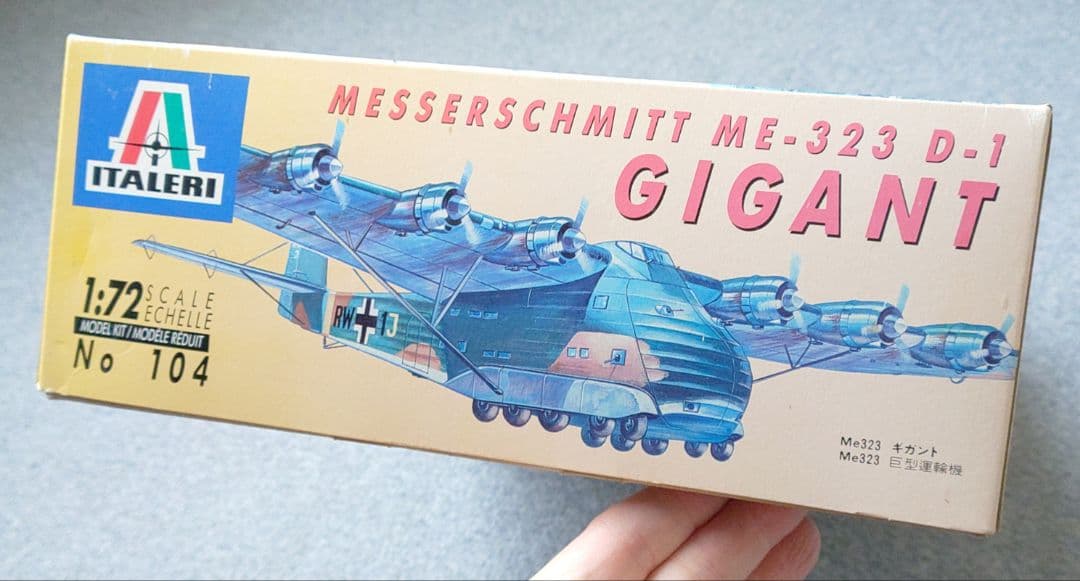 ITALERI
MESSERSCHMITT ME-323 D-1
GIGANT
1:72 SCALE
ECHELLE
MODEL KIT / MODÈLE RÉDUIT
No 104
RW 1J
Me323 ギガント
Me323 巨型運輸機